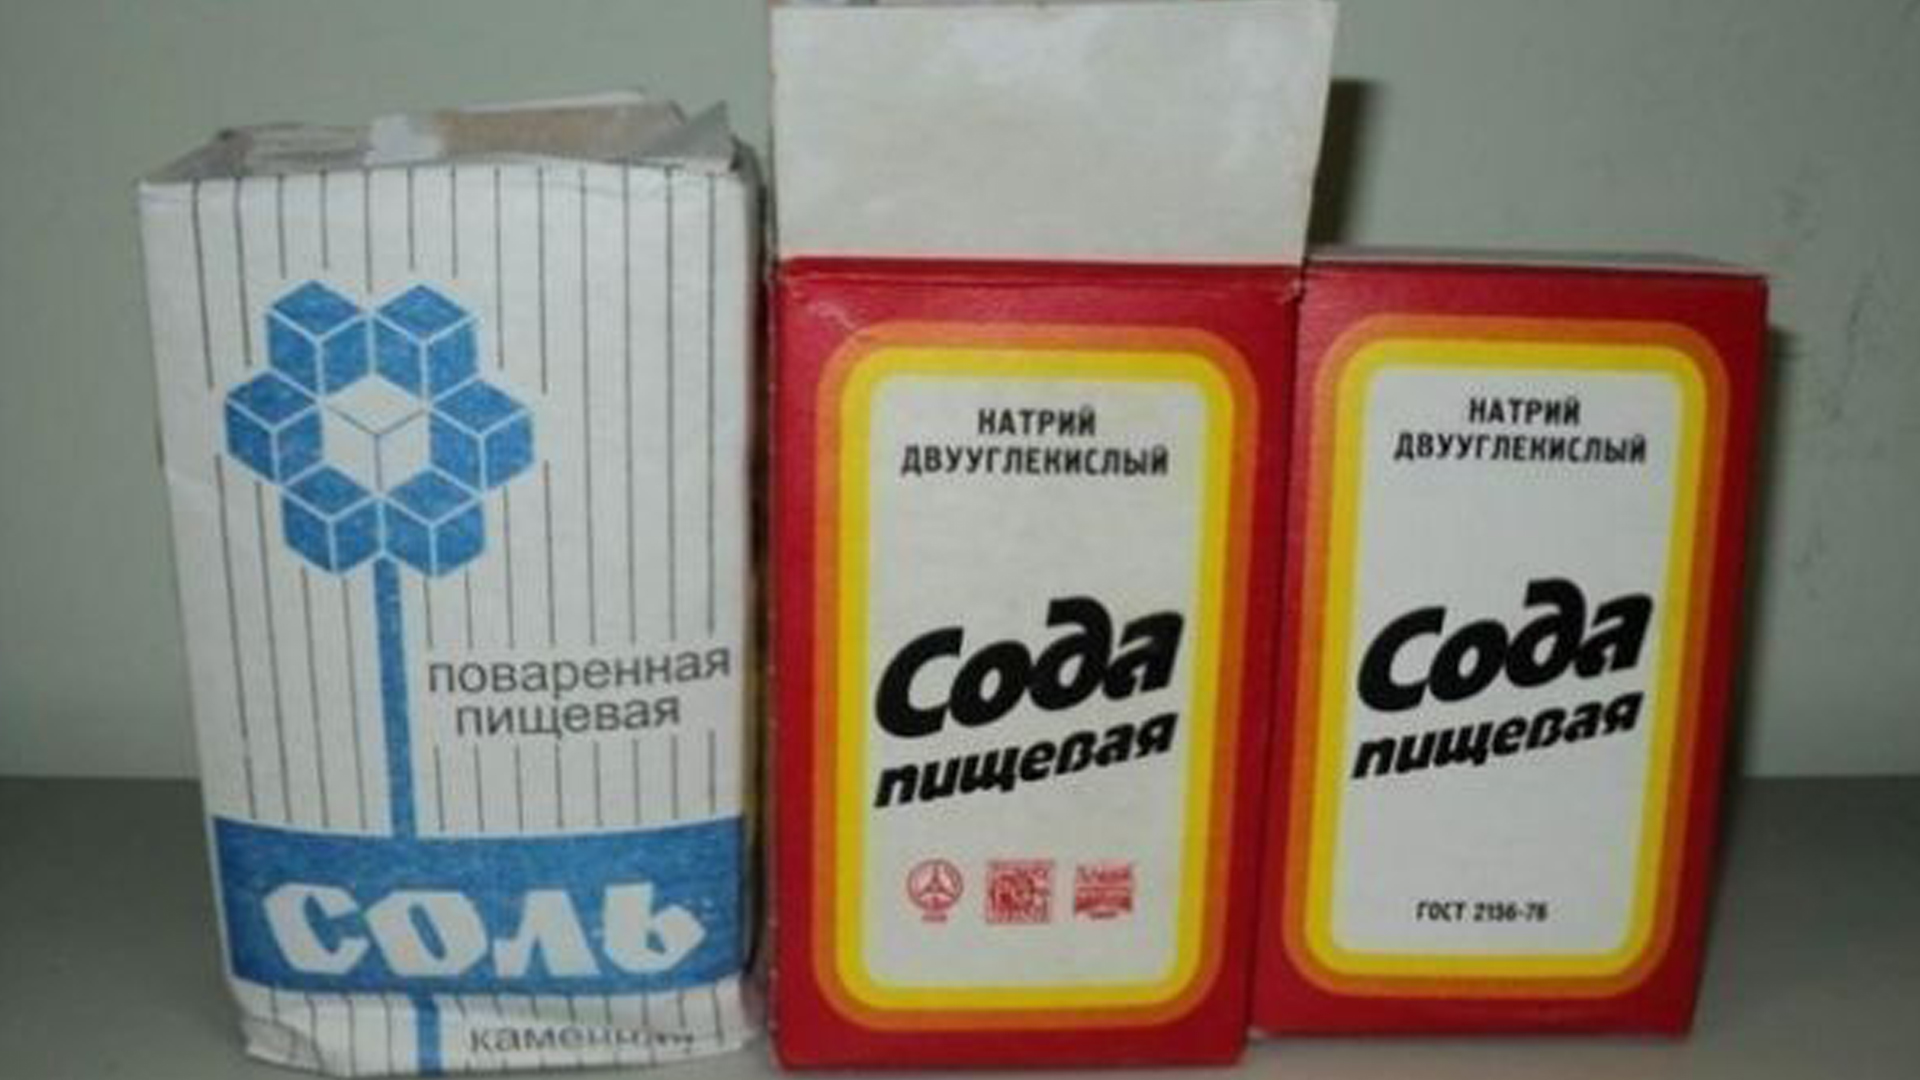 поваренная
пищевая
СОЛЬ
НАТРИЙ
ДВУУГЛЕКИСЛЫЙ
Сода
пищевая
НАТРИЙ
ДВУУГЛЕКИСЛЫЙ
Сода
пищевая
ГОСТ 2156-76